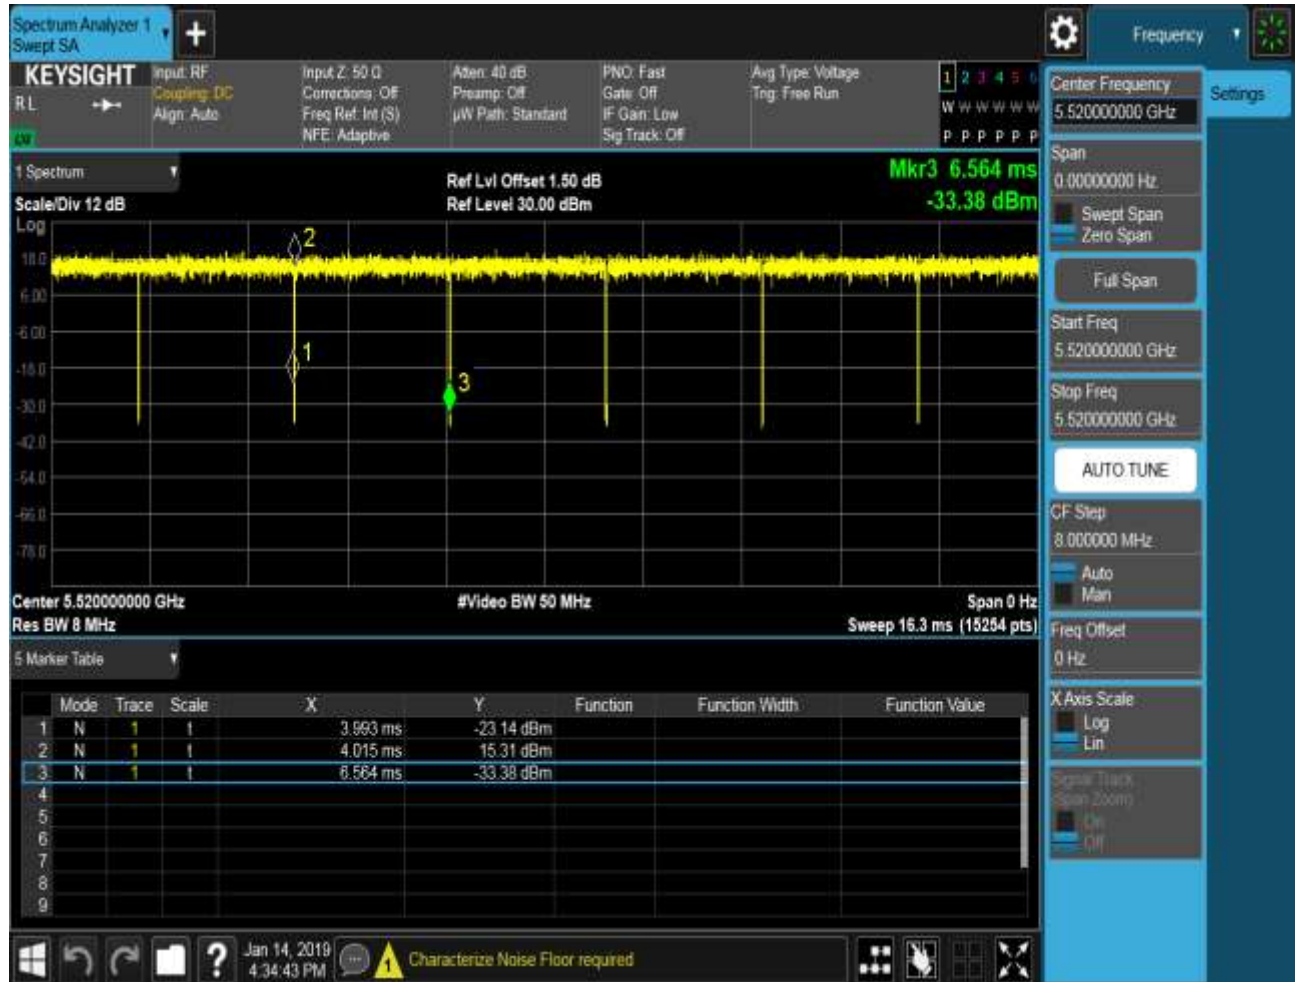 Spectrum Analyzer 1
Swept SA
Frequency
KEYSIGHT
R L
Input: RF
Coupling: DC
Align: Auto
Input Z: 50 Ω
Corrections: Off
Freq Ref: Int (S)
NFE: Adaptive
Atten: 40 dB
Preamp: Off
µW Path: Standard
PNO: Fast
Gate: Off
IF Gain: Low
Sig Track: Off
Avg Type: Voltage
Trig: Free Run
1 2 3 4 5 6
W W W W W W
P P P P P P
1 Spectrum
Scale/Div 12 dB
Ref Lvl Offset 1.50 dB
Ref Level 30.00 dBm
Mkr3 6.564 ms
-33.38 dBm
Log
18.0
6.00
-6.00
-18.0
-30.0
-42.0
-54.0
-66.0
-78.0
2
1
3
Center 5.520000000 GHz
#Video BW 50 MHz
Span 0 Hz
Res BW 8 MHz
Sweep 16.3 ms (15254 pts)
5 Marker Table
Mode Trace Scale X Y Function Function Width Function Value
1 N 1 t 3.993 ms -23.14 dBm
2 N 1 t 4.015 ms 15.31 dBm
3 N 1 t 6.564 ms -33.38 dBm
4
5
6
7
8
9
Jan 14, 2019
4:34:43 PM
Characterize Noise Floor required
Center Frequency
5.520000000 GHz
Settings
Span
0.00000000 Hz
Swept Span
Zero Span
Full Span
Start Freq
5.520000000 GHz
Stop Freq
5.520000000 GHz
AUTO TUNE
CF Step
8.000000 MHz
Auto
Man
Freq Offset
0 Hz
X Axis Scale
Log
Lin
Signal Track
(Span Zoom)
On
Off